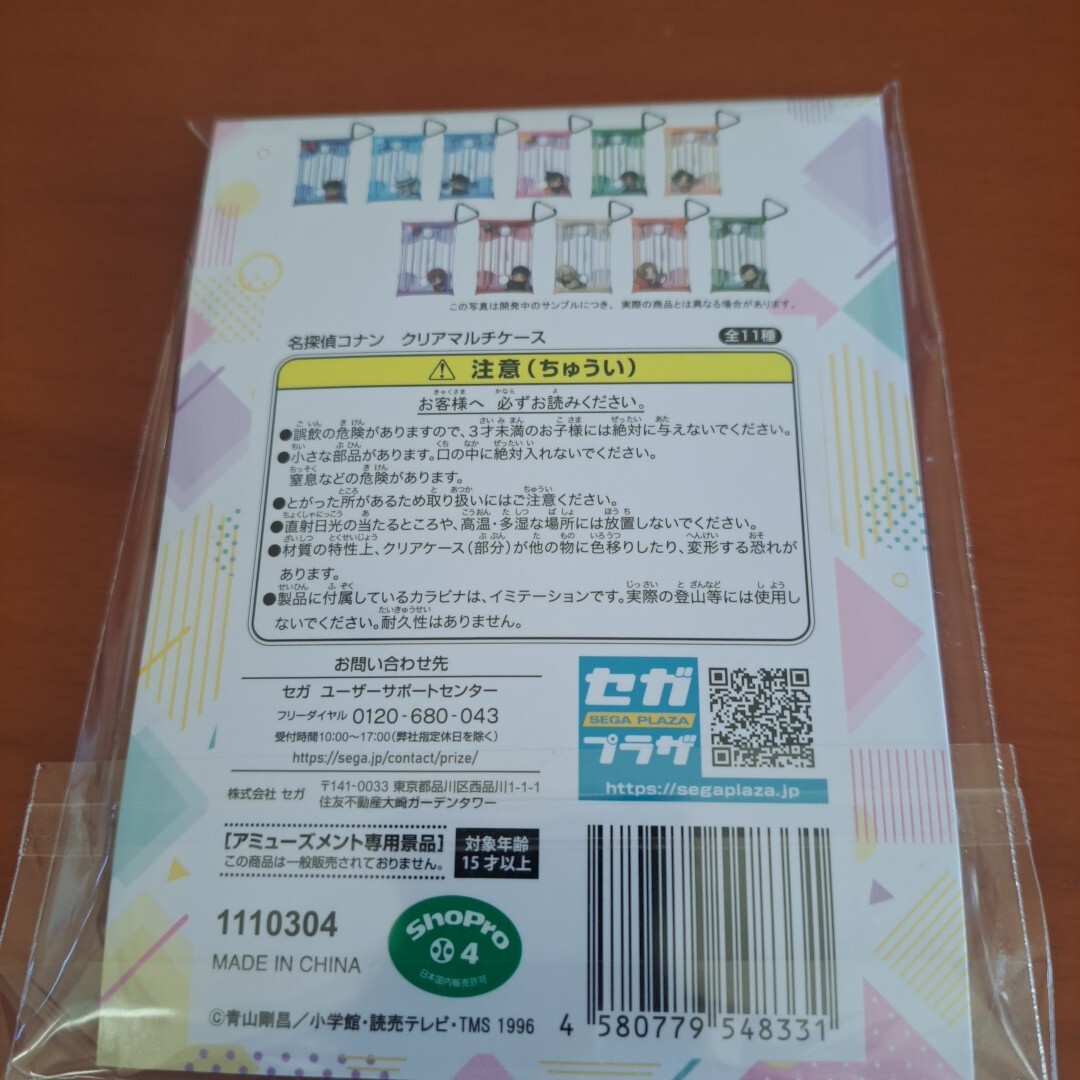 この写真は開発中のサンプルにつき、実際の商品とは異なる場合があります。
名探偵コナン クリアマルチケース 全11種
⚠ 注意(ちゅうい)
お客様へ 必ずお読みください。
●誤飲の危険がありますので、3才未満のお子様には絶対に与えないでください。
●小さな部品があります。口の中に絶対入れないでください。
窒息などの危険があります。
●とがった所があるため取り扱いにはご注意ください。
●直射日光の当たるところや、高温・多湿な場所には放置しないでください。
●材質の特性上、クリアケース(部分)が他の物に色移りしたり、変形する恐れが
あります。
●製品に付属しているカラビナは、イミテーションです。実際の登山等には使用し
ないでください。耐久性はありません。
お問い合わせ先
セガ ユーザーサポートセンター
フリーダイヤル 0120-680-043
受付時間10:00～17:00(弊社指定休日を除く)
https://sega.jp/contact/prize/
株式会社 セガ
〒141-0033 東京都品川区西品川1-1-1
住友不動産大崎ガーデンタワー
セガ
SEGA PLAZA
プラザ
https://segaplaza.jp
[アミューズメント専用景品]
この商品は一般販売されておりません。
対象年齢
15才以上
1110304
MADE IN CHINA
ShoPro
4
日本国内販売許可
©青山剛昌／小学館・読売テレビ・TMS 1996
4 580779 548331